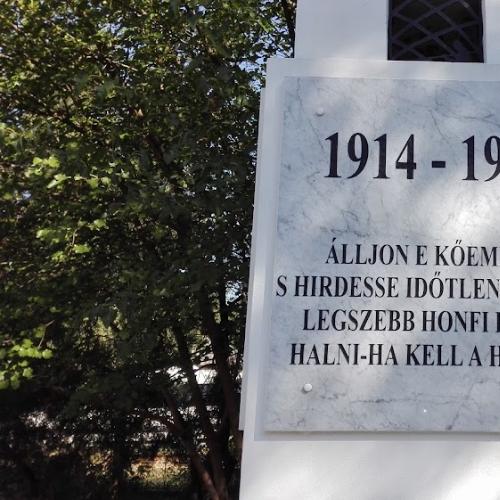 1914 - 19
ÁLLJON E KŐEM
S HIRDESSE IDŐTLEN
LEGSZEBB HONFI
HALNI-HA KELL A H